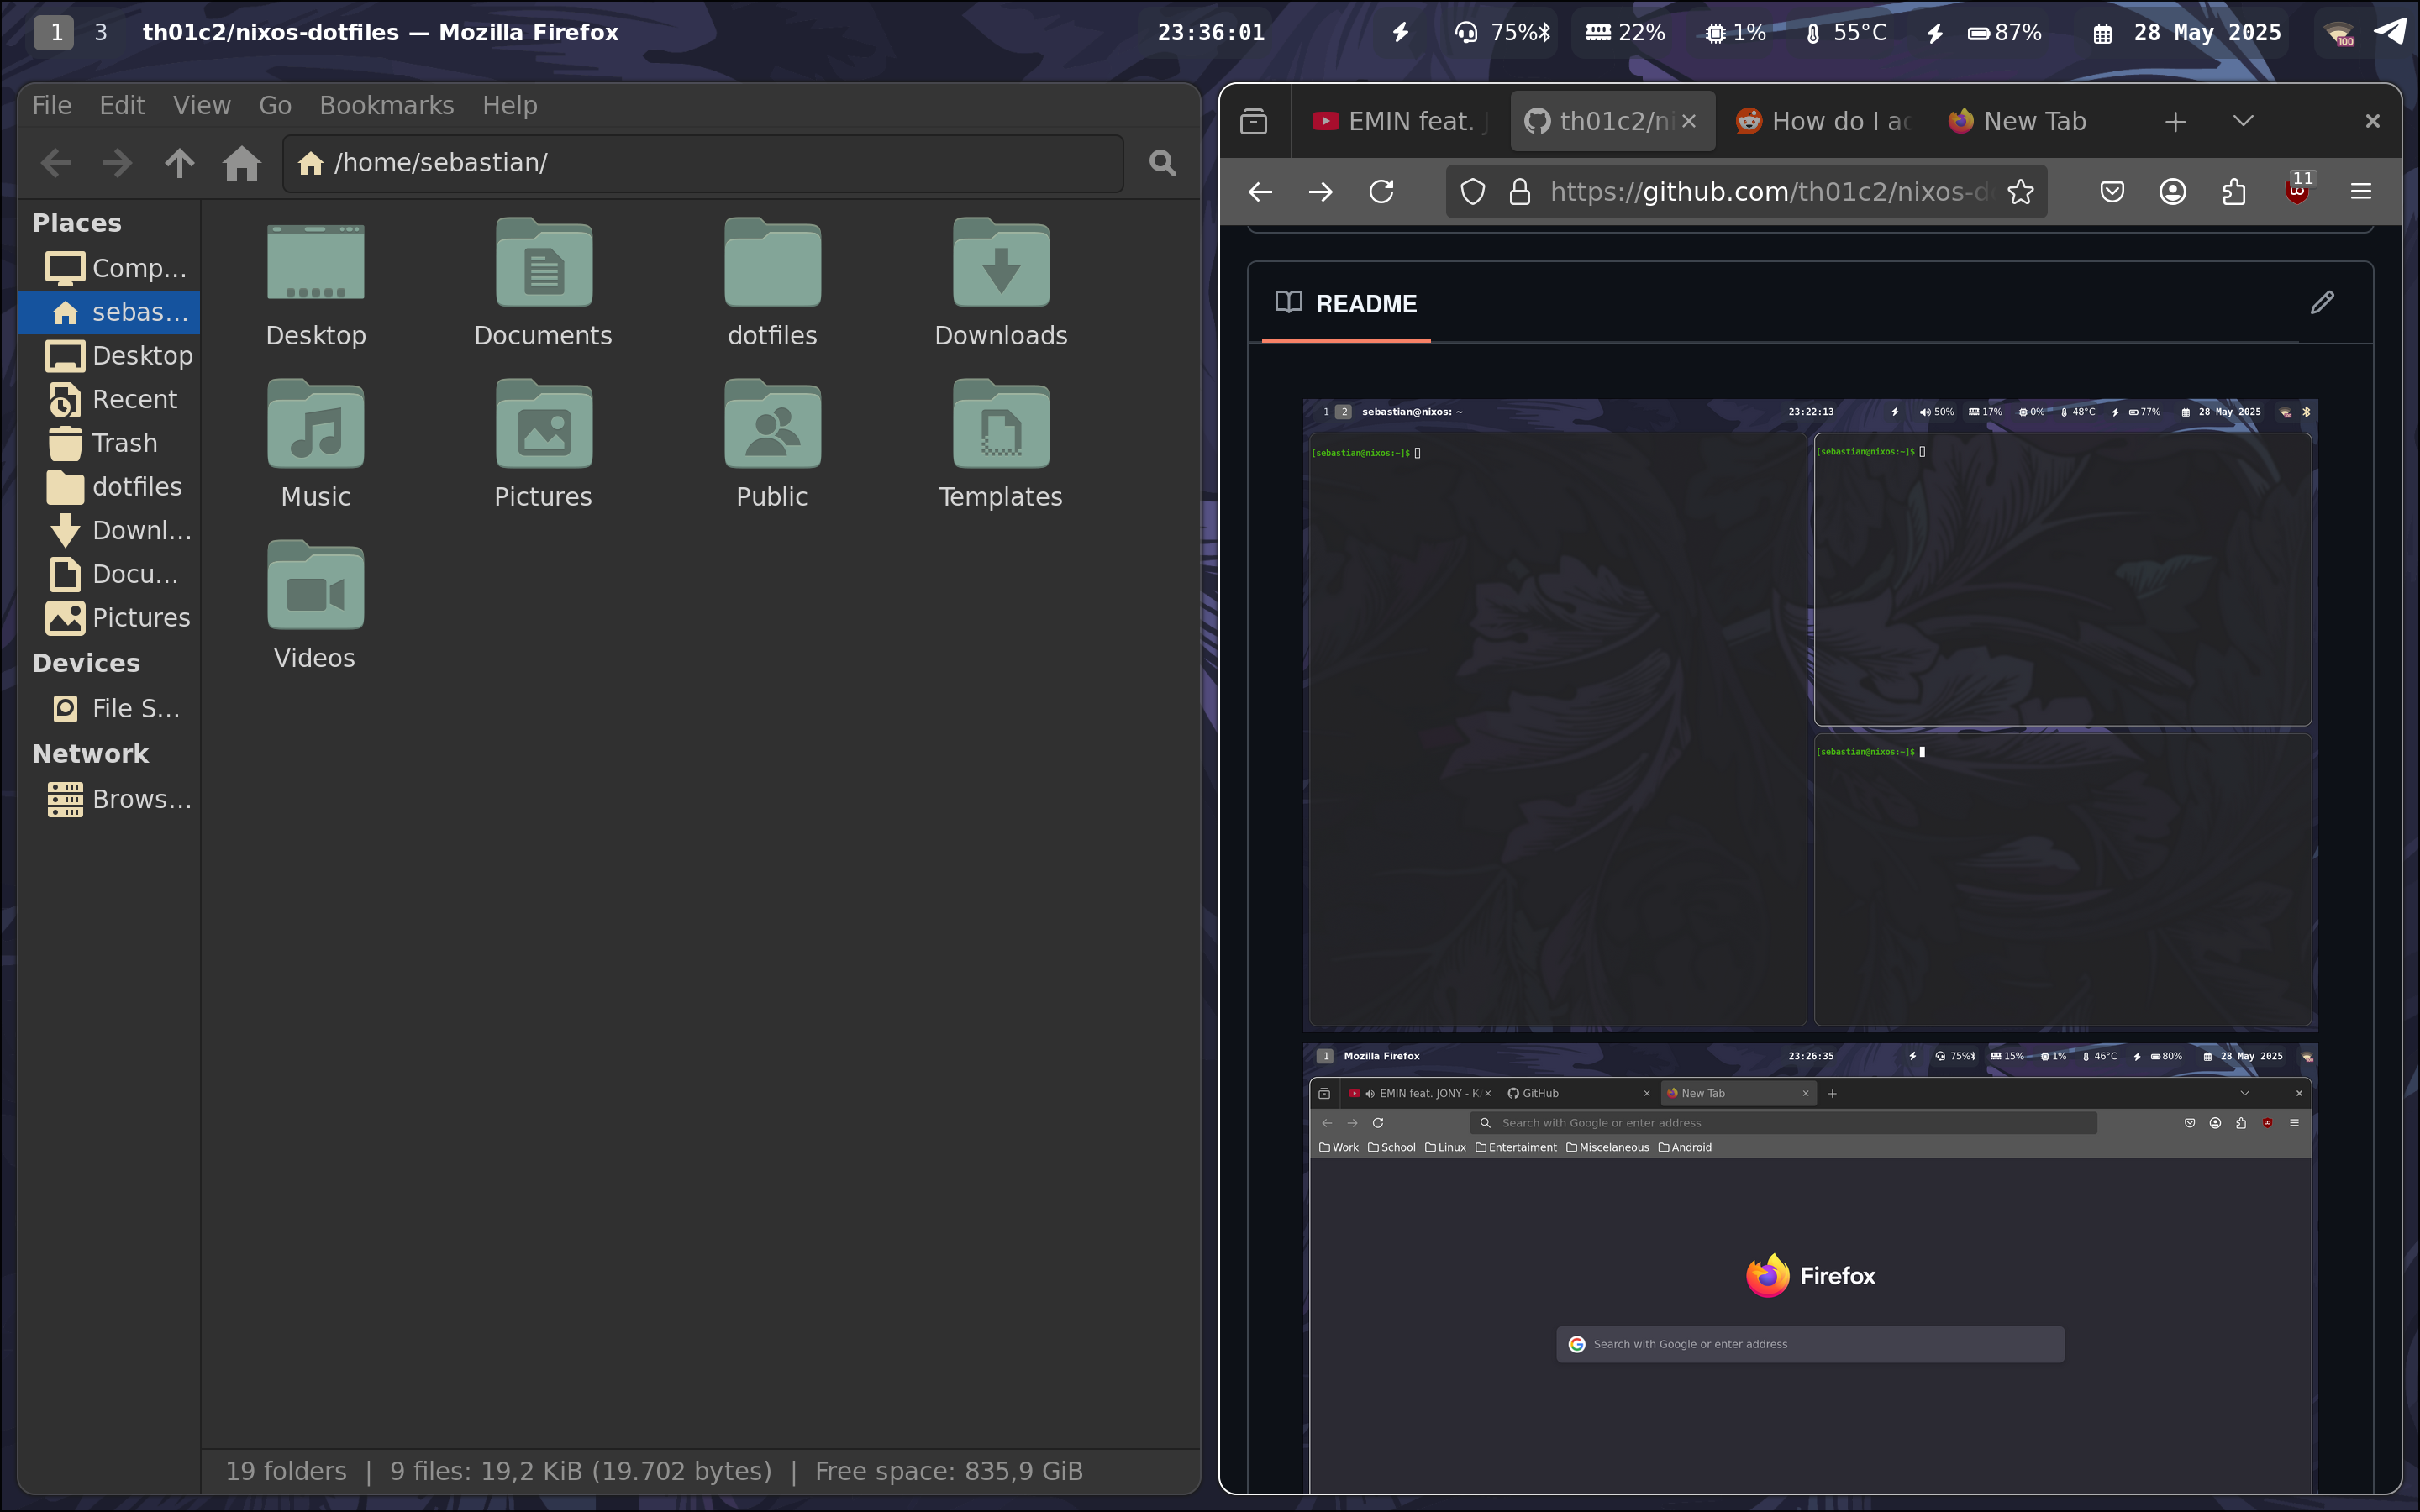 1 3 th01c2/nixos-dotfiles — Mozilla Firefox 23:36:01 75% 22% 1% 55°C 87% 28 May 2025 100
File Edit View Go Bookmarks Help
/home/sebastian/
Places
Comp...
sebas...
Desktop
Recent
Trash
dotfiles
Downl...
Docu...
Pictures
Devices
File S...
Network
Brows...
Desktop Documents dotfiles Downloads
Music Pictures Public Templates
Videos
19 folders | 9 files: 19,2 KiB (19.702 bytes) | Free space: 835,9 GiB
EMIN feat. th01c2/ni How do I ac New Tab
https://github.com/th01c2/nixos-d 11
README
1 2 sebastian@nixos: ~ 23:22:13 50% 17% 0% 48°C 77% 28 May 2025
[sebastian@nixos:~]$
[sebastian@nixos:~]$
[sebastian@nixos:~]$
1 Mozilla Firefox 23:26:35 75% 15% 1% 46°C 80% 28 May 2025
EMIN feat. JONY - K GitHub New Tab
Search with Google or enter address
Work School Linux Entertaiment Miscelaneous Android
Firefox
Search with Google or enter address